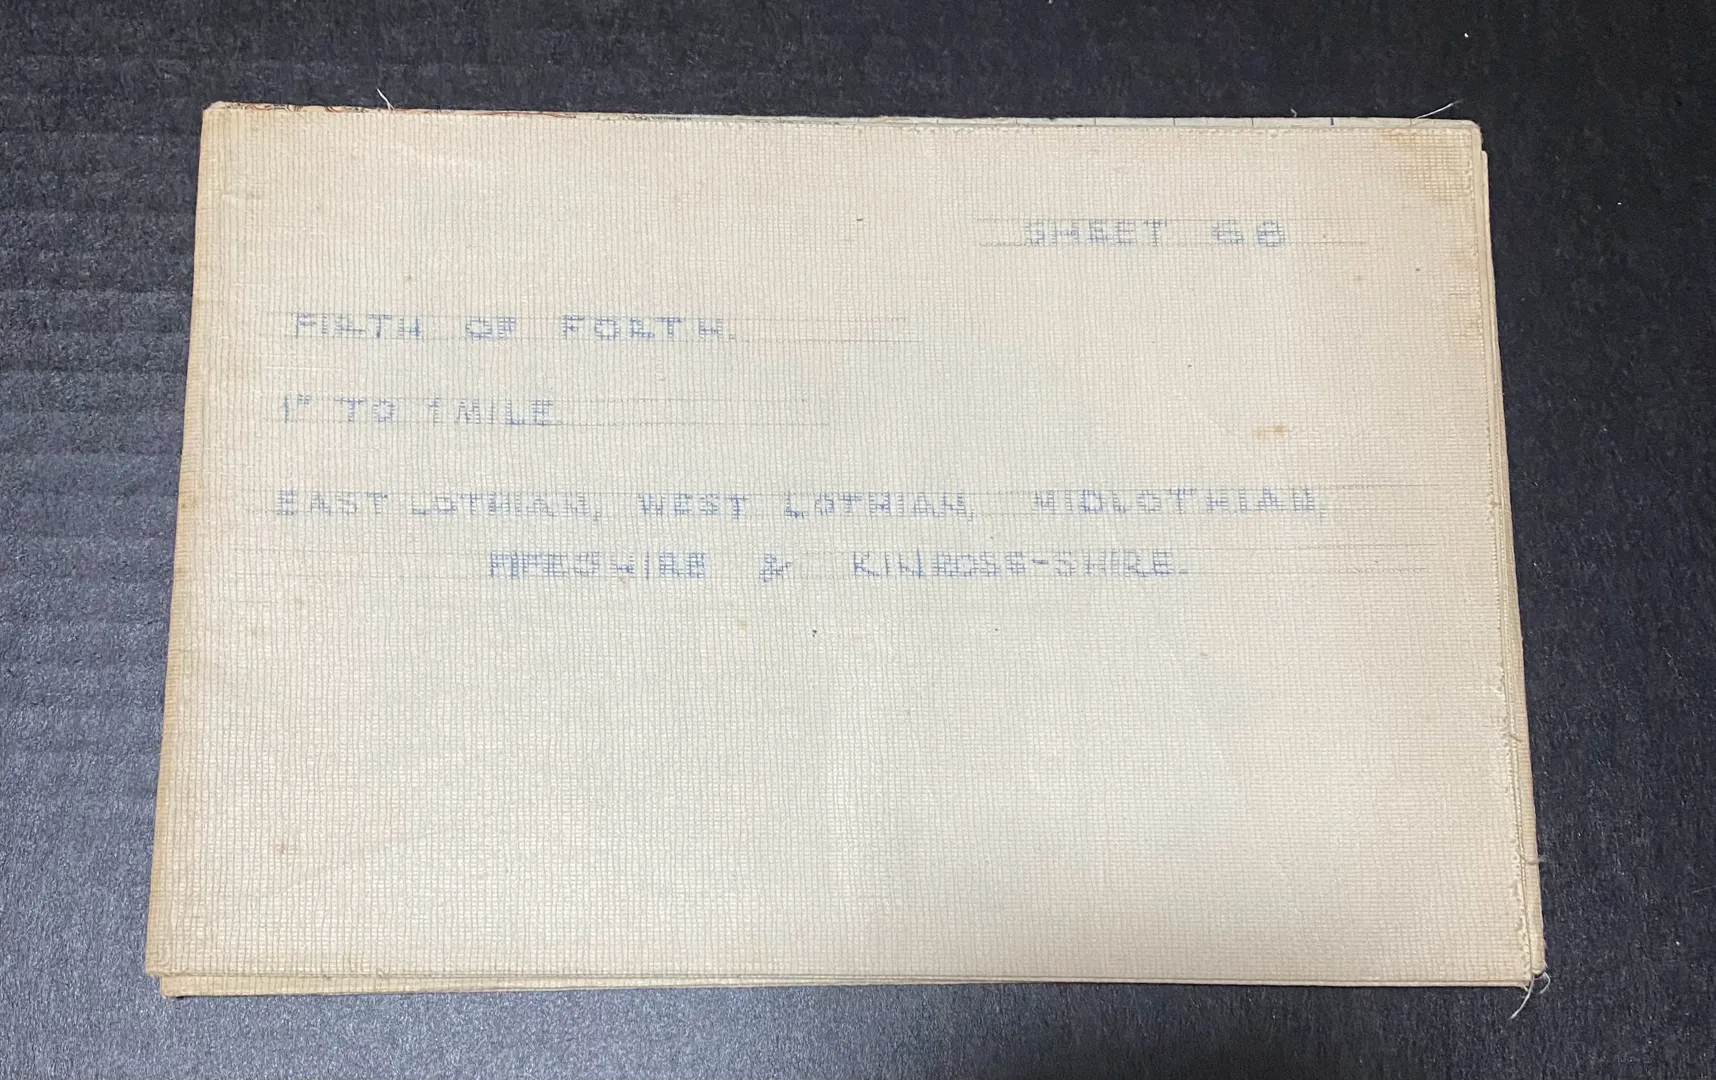 SHEET 68
FIRTH OF FORTH.
1" TO 1 MILE
EAST LOTHIAN, WEST LOTHIAN, MIDLOTHIAN,
FIFESHIRE & KINROSS-SHIRE.